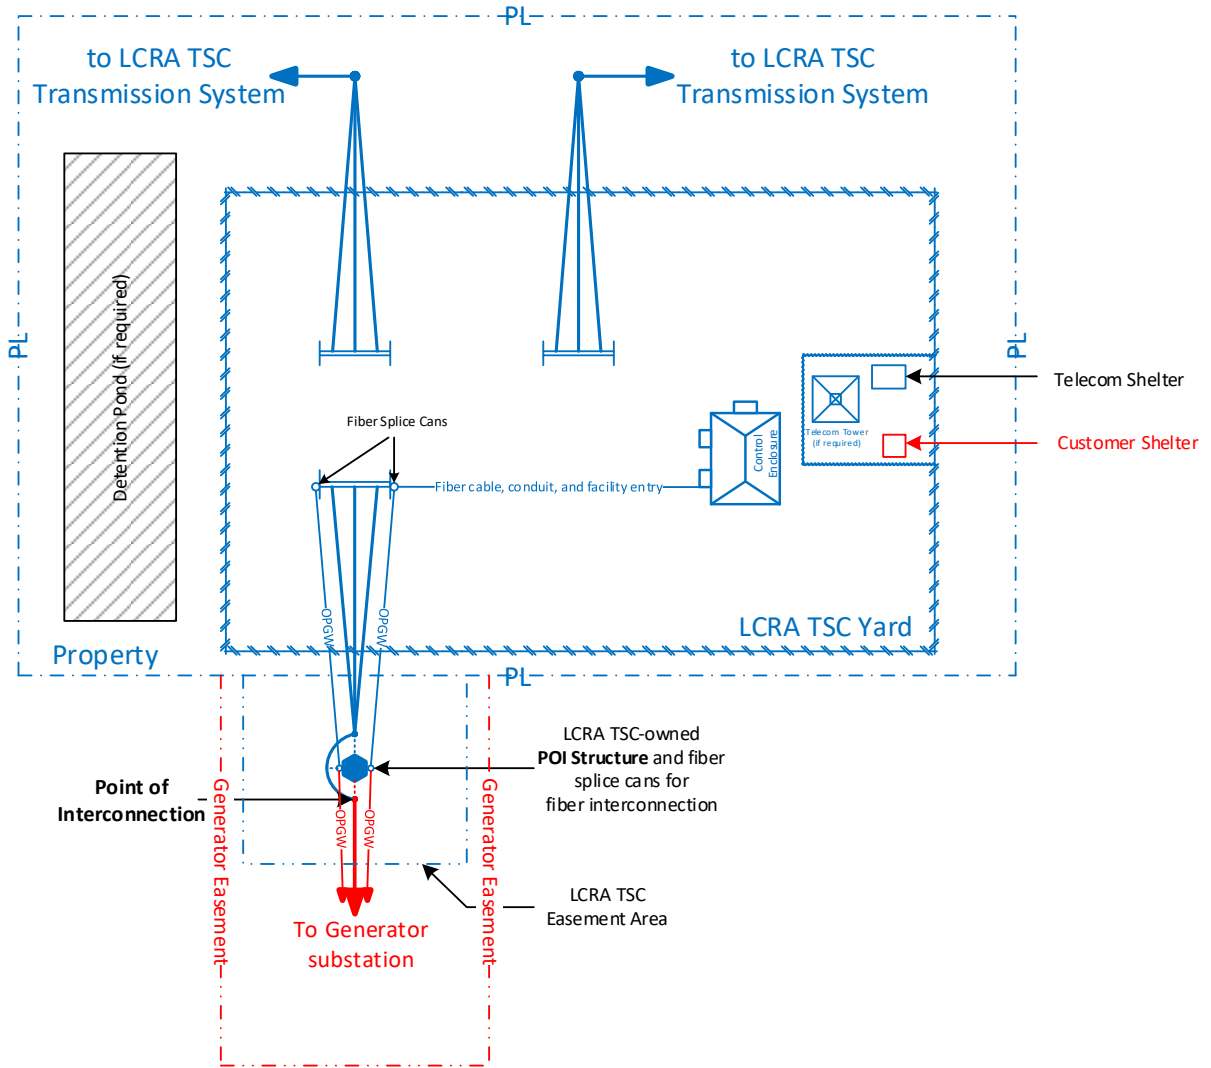 PL
to LCRA TSC
Transmission System
to LCRA TSC
Transmission System
PL
PL
Detention Pond (if required)
Telecom Shelter
Telecom Tower
(if required)
Customer Shelter
Control
Enclosure
Fiber Splice Cans
Fiber cable, conduit, and facility entry
OPGW
OPGW
LCRA TSC Yard
Property
PL
LCRA TSC-owned
POI Structure and fiber
splice cans for
fiber interconnection
Point of
Interconnection
Generator Easement
OPGW
OPGW
Generator Easement
LCRA TSC
Easement Area
To Generator
substation